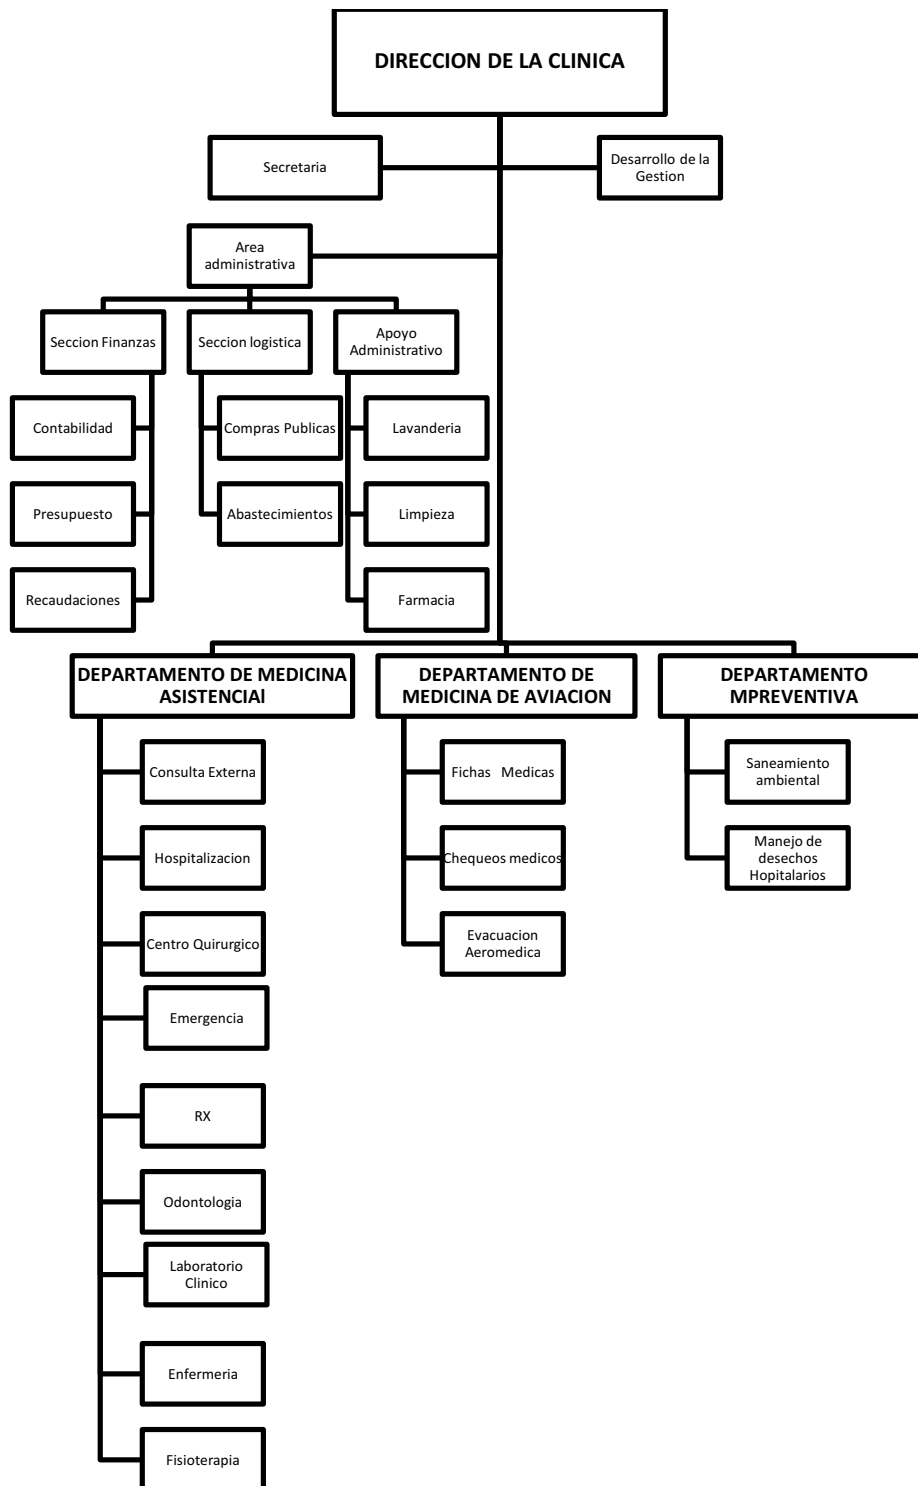 DIRECCION DE LA CLINICA
Secretaria
Desarrollo de la
Gestion
Area
administrativa
Seccion Finanzas
Seccion logistica
Apoyo
Administrativo
Contabilidad
Compras Publicas
Lavanderia
Presupuesto
Abastecimientos
Limpieza
Recaudaciones
Farmacia
DEPARTAMENTO DE MEDICINA
ASISTENCIAl
DEPARTAMENTO DE
MEDICINA DE AVIACION
DEPARTAMENTO
MPREVENTIVA
Consulta Externa
Fichas Medicas
Saneamiento
ambiental
Hospitalizacion
Chequeos medicos
Manejo de
desechos
Hopitalarios
Centro Quirurgico
Evacuacion
Aeromedica
Emergencia
RX
Odontologia
Laboratorio
Clinico
Enfermeria
Fisioterapia